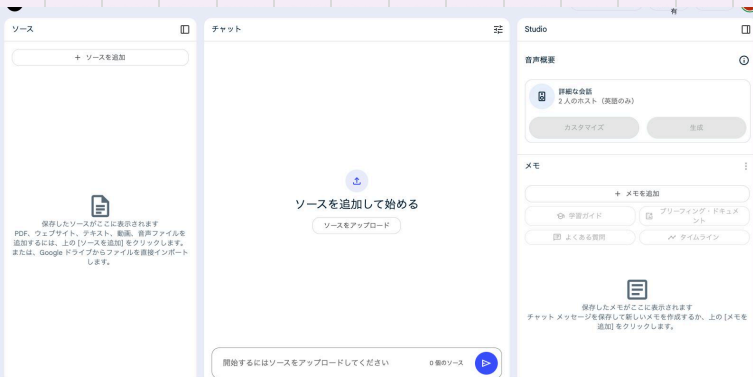 有
ソース
+ ソースを追加
保存したソースがここに表示されます
PDF、ウェブサイト、テキスト、動画、音声ファイルを
追加するには、上の [ソースを追加] をクリックします。
または、Google ドライブからファイルを直接インポート
します。
チャット
ソースを追加して始める
ソースをアップロード
開始するにはソースをアップロードしてください
0 個のソース
Studio
音声概要
詳細な会話
2 人のホスト（英語のみ）
カスタマイズ
生成
メモ
+ メモを追加
学習ガイド
ブリーフィング・ドキュメ
ント
よくある質問
タイムライン
保存したメモがここに表示されます
チャット メッセージを保存して新しいメモを作成するか、上の [メモを
追加] をクリックします。